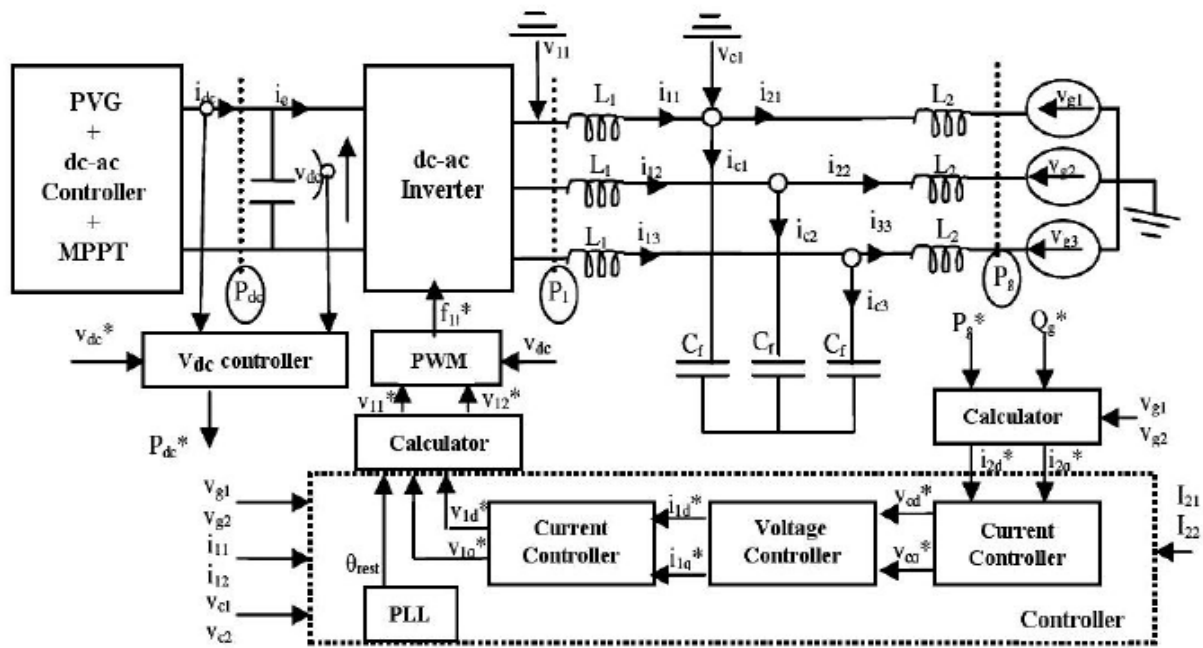 PVG
+
dc-ac
Controller
+
MPPT
i_dc
i_e
v_dc
P_dc
dc-ac
Inverter
v_11
v_c1
L_1
i_11
i_21
L_2
v_g1
i_c1
L_1
i_12
i_22
L_2
v_g2
i_c2
L_1
i_13
i_33
L_2
v_g3
i_c3
P_1
P_g
C_f
C_f
C_f
v_dc*
V_dc controller
P_dc*
PWM
v_dc
v_11*
v_12*
Calculator
P_g*
Q_g*
Calculator
v_g1
v_g2
i_2d*
i_2q*
v_g1
v_g2
i_11
i_12
v_c1
v_c2
θ_rest
PLL
v_1d*
v_1q*
Current
Controller
i_1d*
i_1q*
Voltage
Controller
v_cd*
v_cq*
Current
Controller
I_21
I_22
Controller